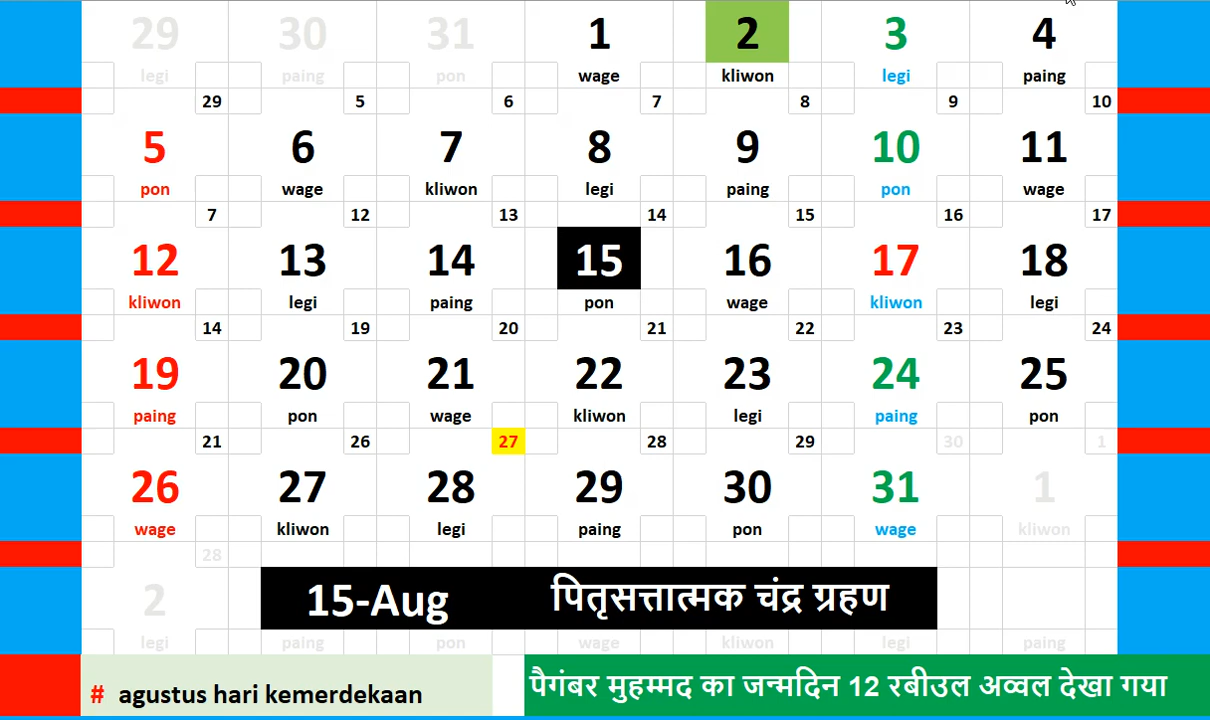 29 30 31 1 2 3 4
legi paing pon wage kliwon legi paing
29 5 6 7 8 9 10
5 6 7 8 9 10 11
pon wage kliwon legi paing pon wage
7 12 13 14 15 16 17
12 13 14 15 16 17 18
kliwon legi paing pon wage kliwon legi
14 19 20 21 22 23 24
19 20 21 22 23 24 25
paing pon wage kliwon legi paing pon
21 26 27 28 29 30 1
26 27 28 29 30 31 1
wage kliwon legi paing pon wage kliwon
28
2 15-Aug पितृसत्तात्मक चंद्र ग्रहण
legi paing pon wage kliwon legi paing
# agustus hari kemerdekaan पैगंबर मुहम्मद का जन्मदिन 12 रबीउल अव्वल देखा गया